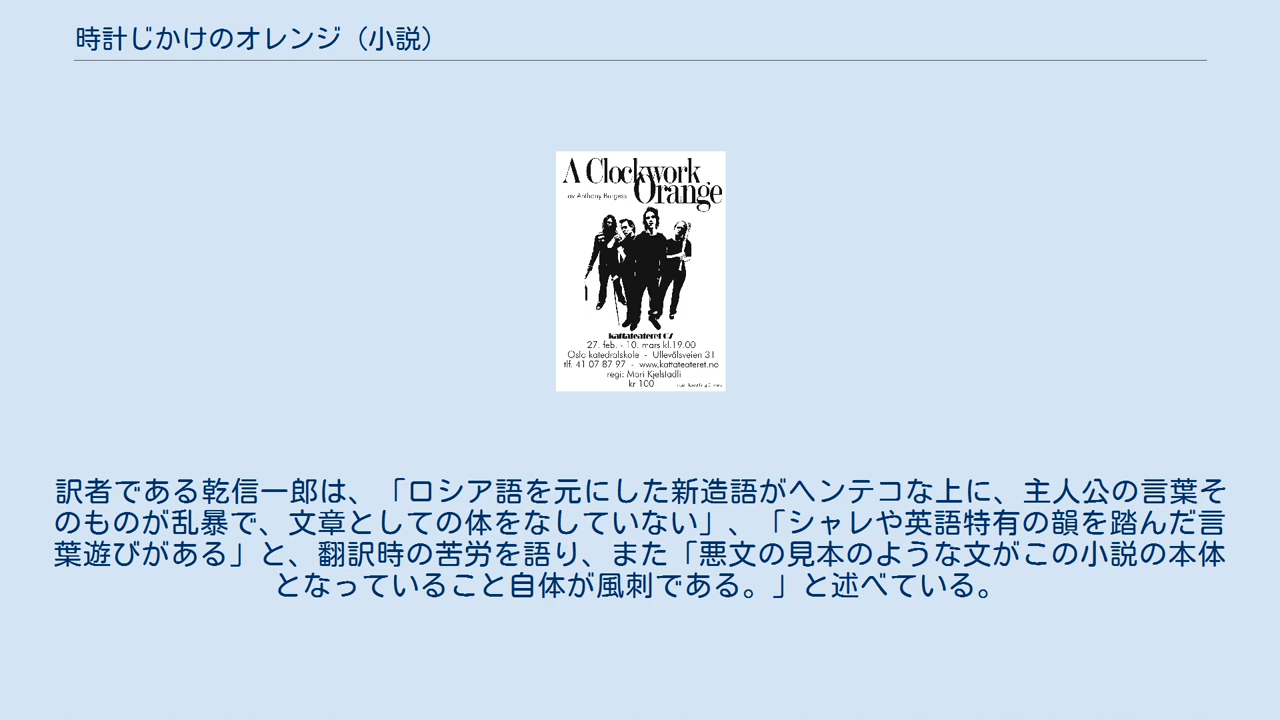 時計じかけのオレンジ（小説）
A Clockwork
Orange
av Anthony Burgess
kattateateret 07
27. feb. - 10. mars kl.19.00
Oslo katedralskole - Ullevålsveien 31
tlf. 41 07 87 97 - www.kattateateret.no
regi: Mari Kjelstadli
kr 100
訳者である乾信一郎は、「ロシア語を元にした新造語がヘンテコな上に、主人公の言葉そ
のものが乱暴で、文章としての体をなしていない」、「シャレや英語特有の韻を踏んだ言
葉遊びがある」と、翻訳時の苦労を語り、また「悪文の見本のような文がこの小説の本体
となっていること自体が風刺である。」と述べている。